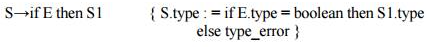 S→if E then S1 { S.type : = if E.type = boolean then S1.type
else type_error }